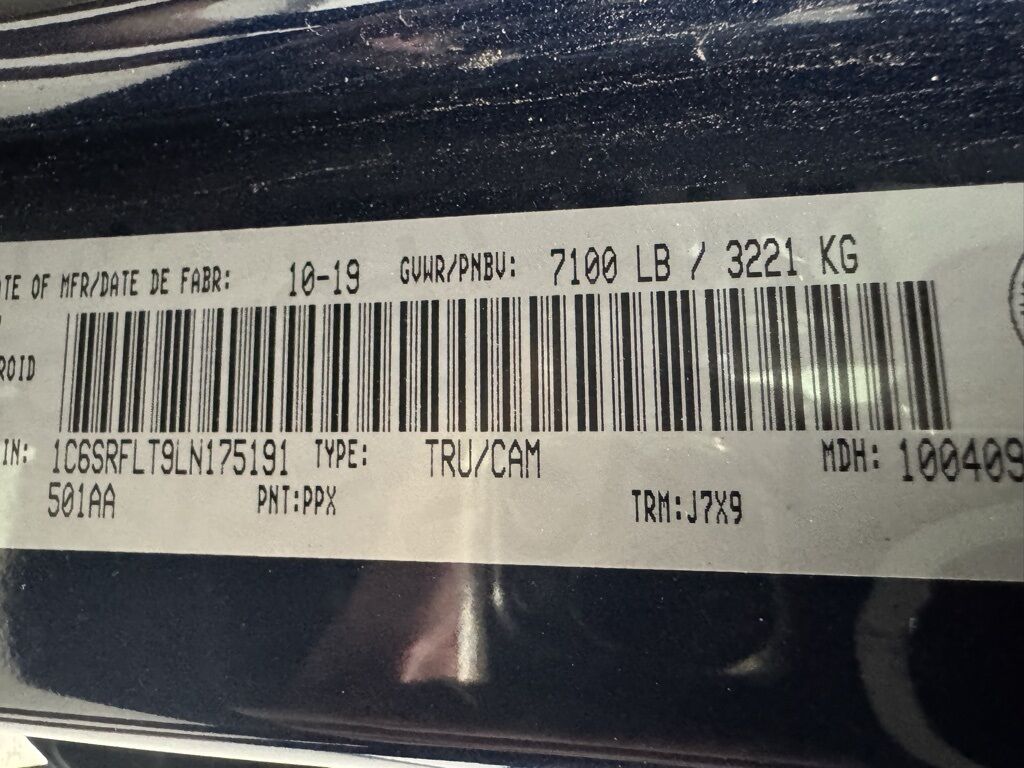 ATE OF MFR/DATE DE FABR: 10-19 GVWR/PNBV: 7100 LB / 3221 KG
ROID
IN: 1C6SRFLT9LN175191 TYPE: TRU/CAM MDH: 100409
501AA PNT:PPX TRM:J7X9